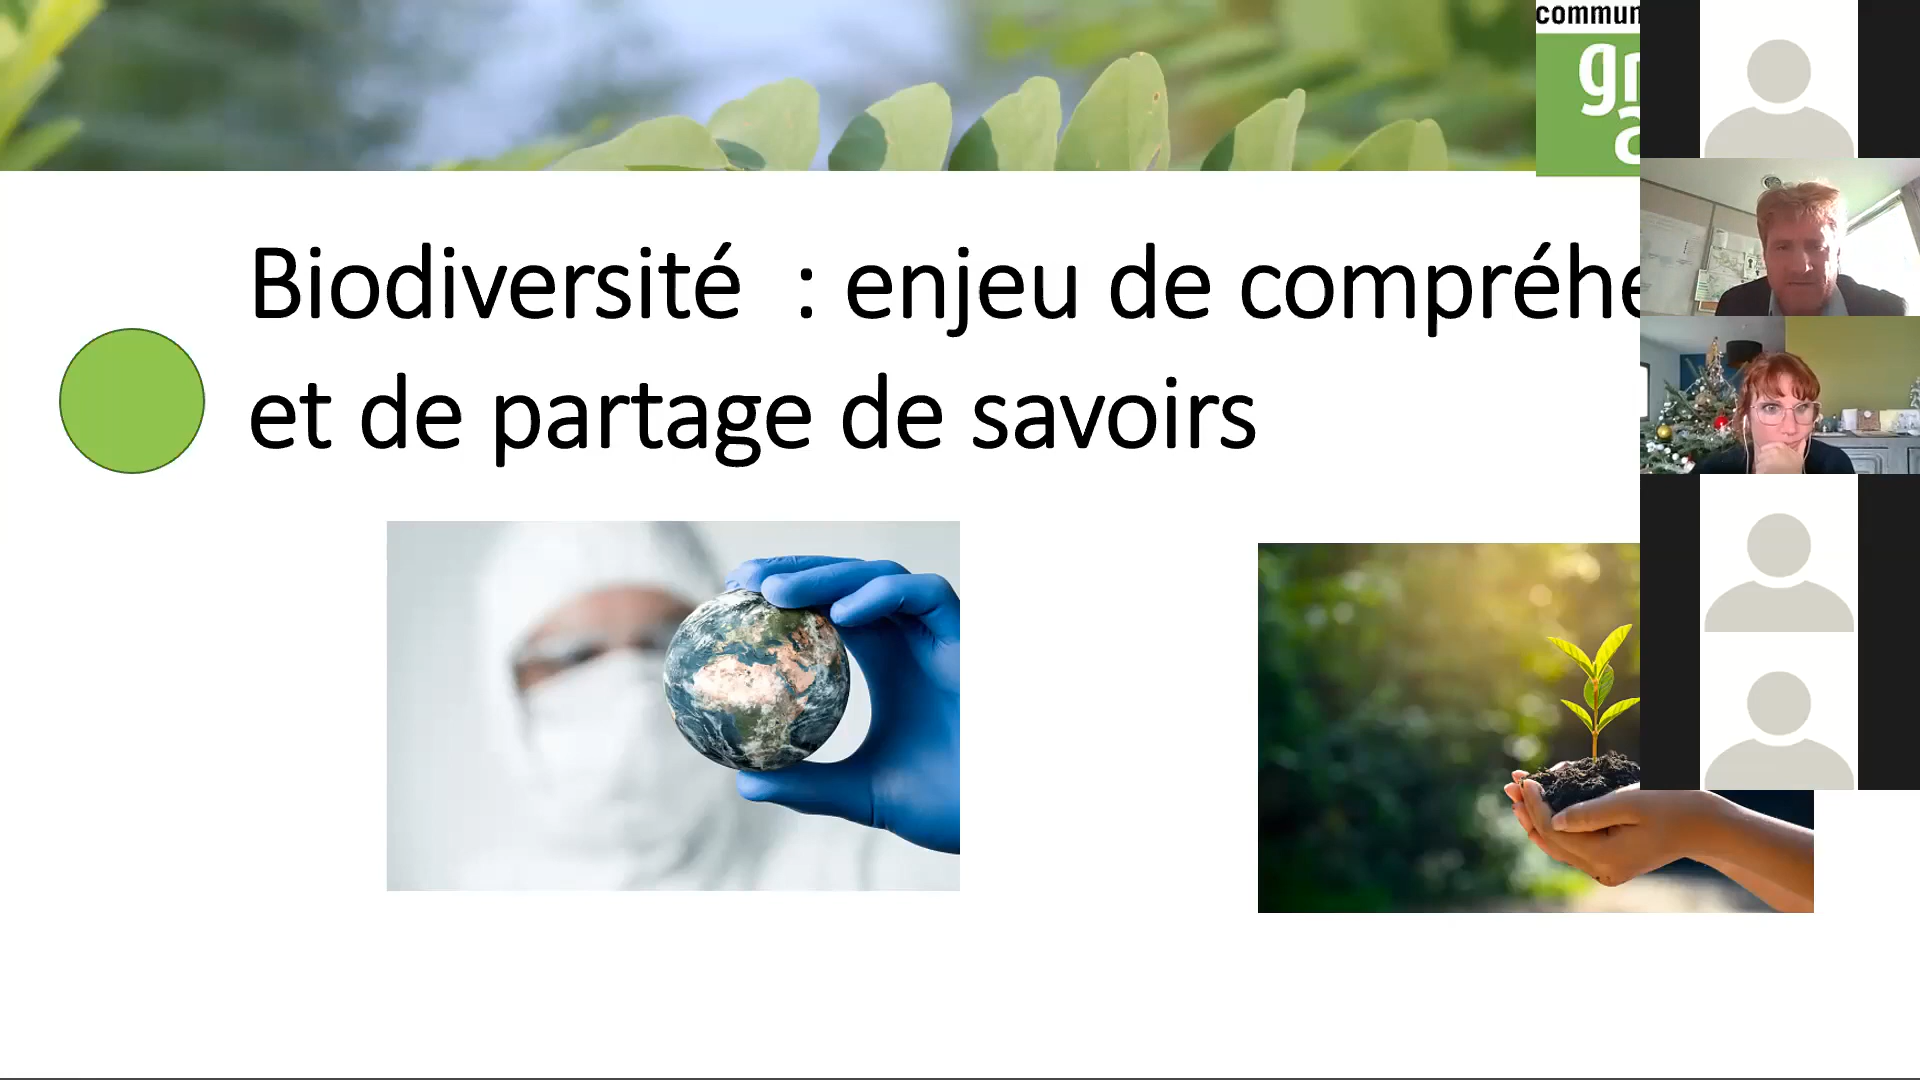 commun
Biodiversité : enjeu de compréhe
et de partage de savoirs